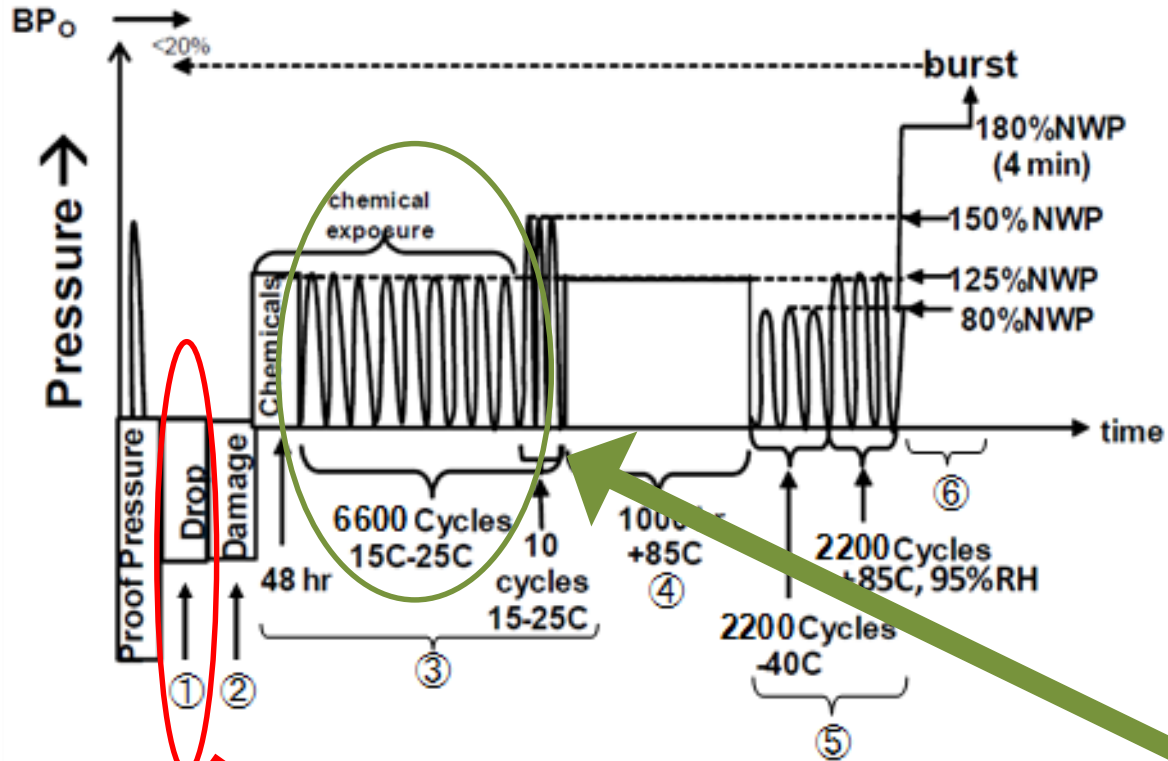 BP₀
<20%
burst
180%NWP
(4 min)
Pressure
150%NWP
chemical
exposure
125%NWP
80%NWP
Chemicals
time
Proof Pressure
Drop
Damage
48 hr
6600 Cycles
15C-25C
10
cycles
15-25C
+85C
④
2200 Cycles
+85C, 95%RH
⑥
2200 Cycles
-40C
①
②
③
⑤